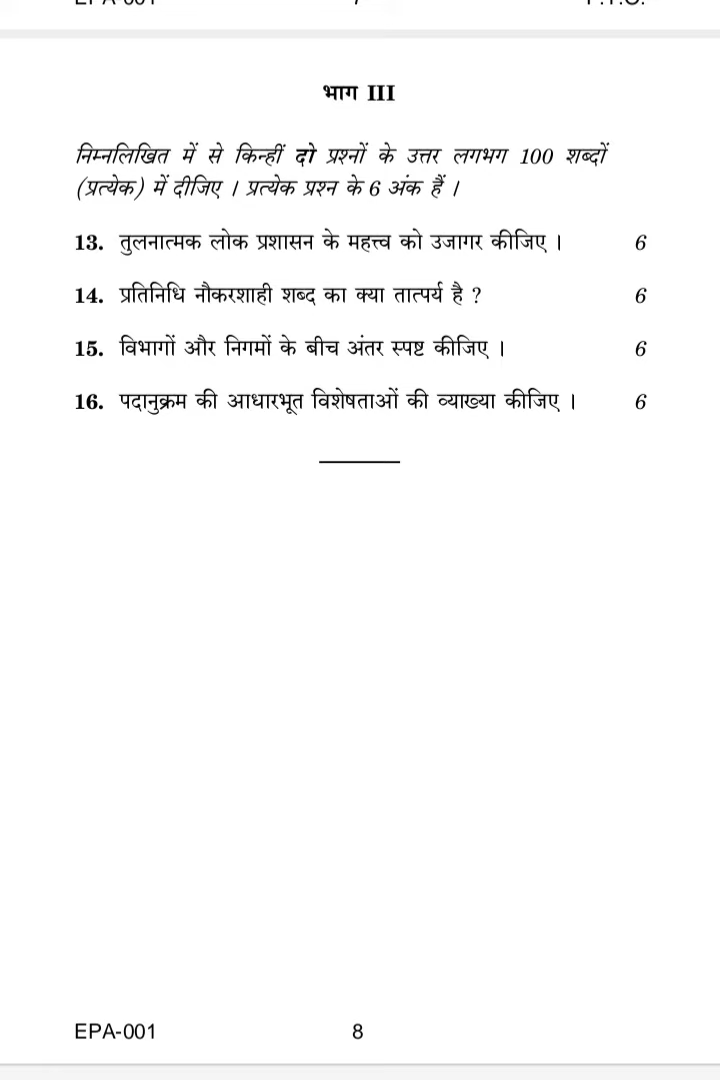 भाग III
निम्नलिखित में से किन्हीं दो प्रश्नों के उत्तर लगभग 100 शब्दों
(प्रत्येक) में दीजिए । प्रत्येक प्रश्न के 6 अंक हैं ।
13. तुलनात्मक लोक प्रशासन के महत्त्व को उजागर कीजिए । 6
14. प्रतिनिधि नौकरशाही शब्द का क्या तात्पर्य है ? 6
15. विभागों और निगमों के बीच अंतर स्पष्ट कीजिए । 6
16. पदानुक्रम की आधारभूत विशेषताओं की व्याख्या कीजिए । 6
EPA-001 8